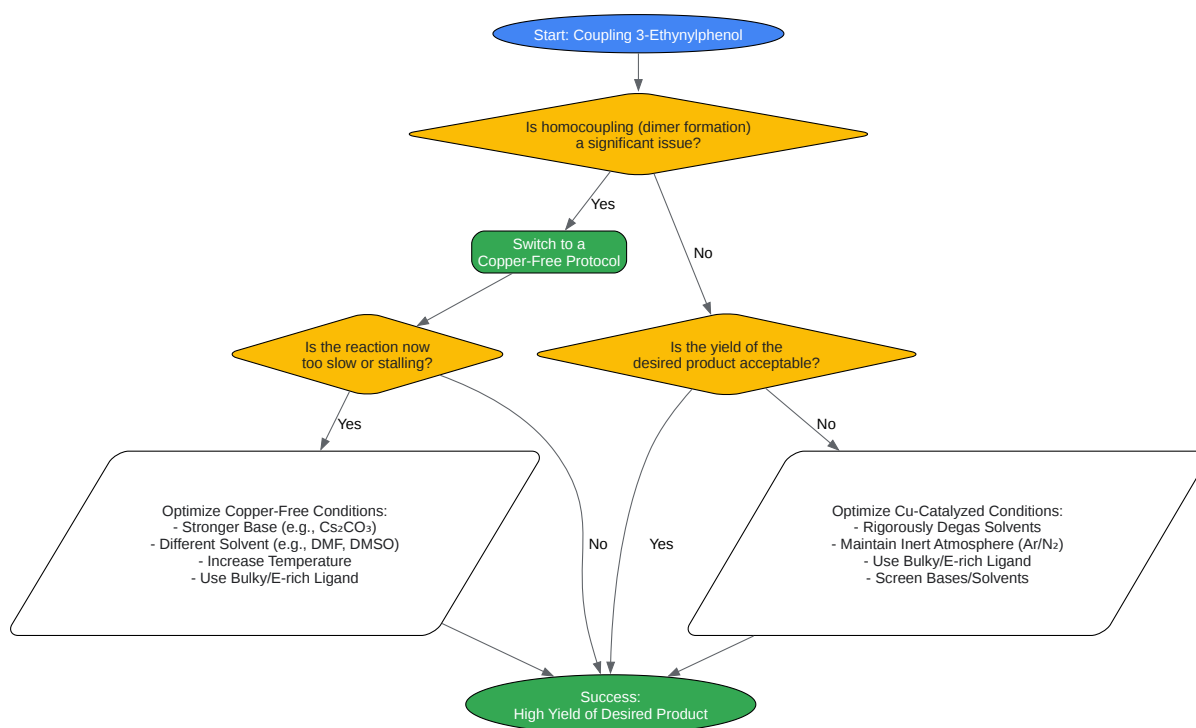 Start: Coupling 3-Ethynylphenol
Is homocoupling (dimer formation)
a significant issue?
Yes
No
Switch to a
Copper-Free Protocol
Is the reaction now
too slow or stalling?
Is the yield of the
desired product acceptable?
Yes
No
Optimize Copper-Free Conditions:
- Stronger Base (e.g., Cs₂CO₃)
- Different Solvent (e.g., DMF, DMSO)
- Increase Temperature
- Use Bulky/E-rich Ligand
No
Yes
Optimize Cu-Catalyzed Conditions:
- Rigorously Degas Solvents
- Maintain Inert Atmosphere (Ar/N₂)
- Use Bulky/E-rich Ligand
- Screen Bases/Solvents
Success:
High Yield of Desired Product